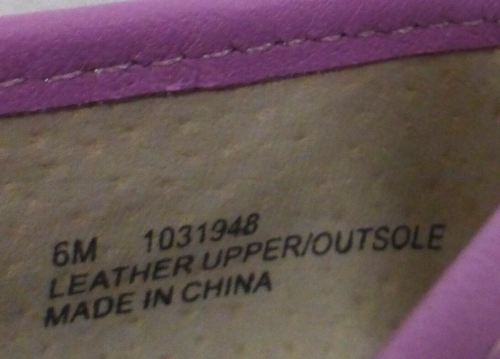 6M 1031948
LEATHER UPPER/OUTSOLE
MADE IN CHINA